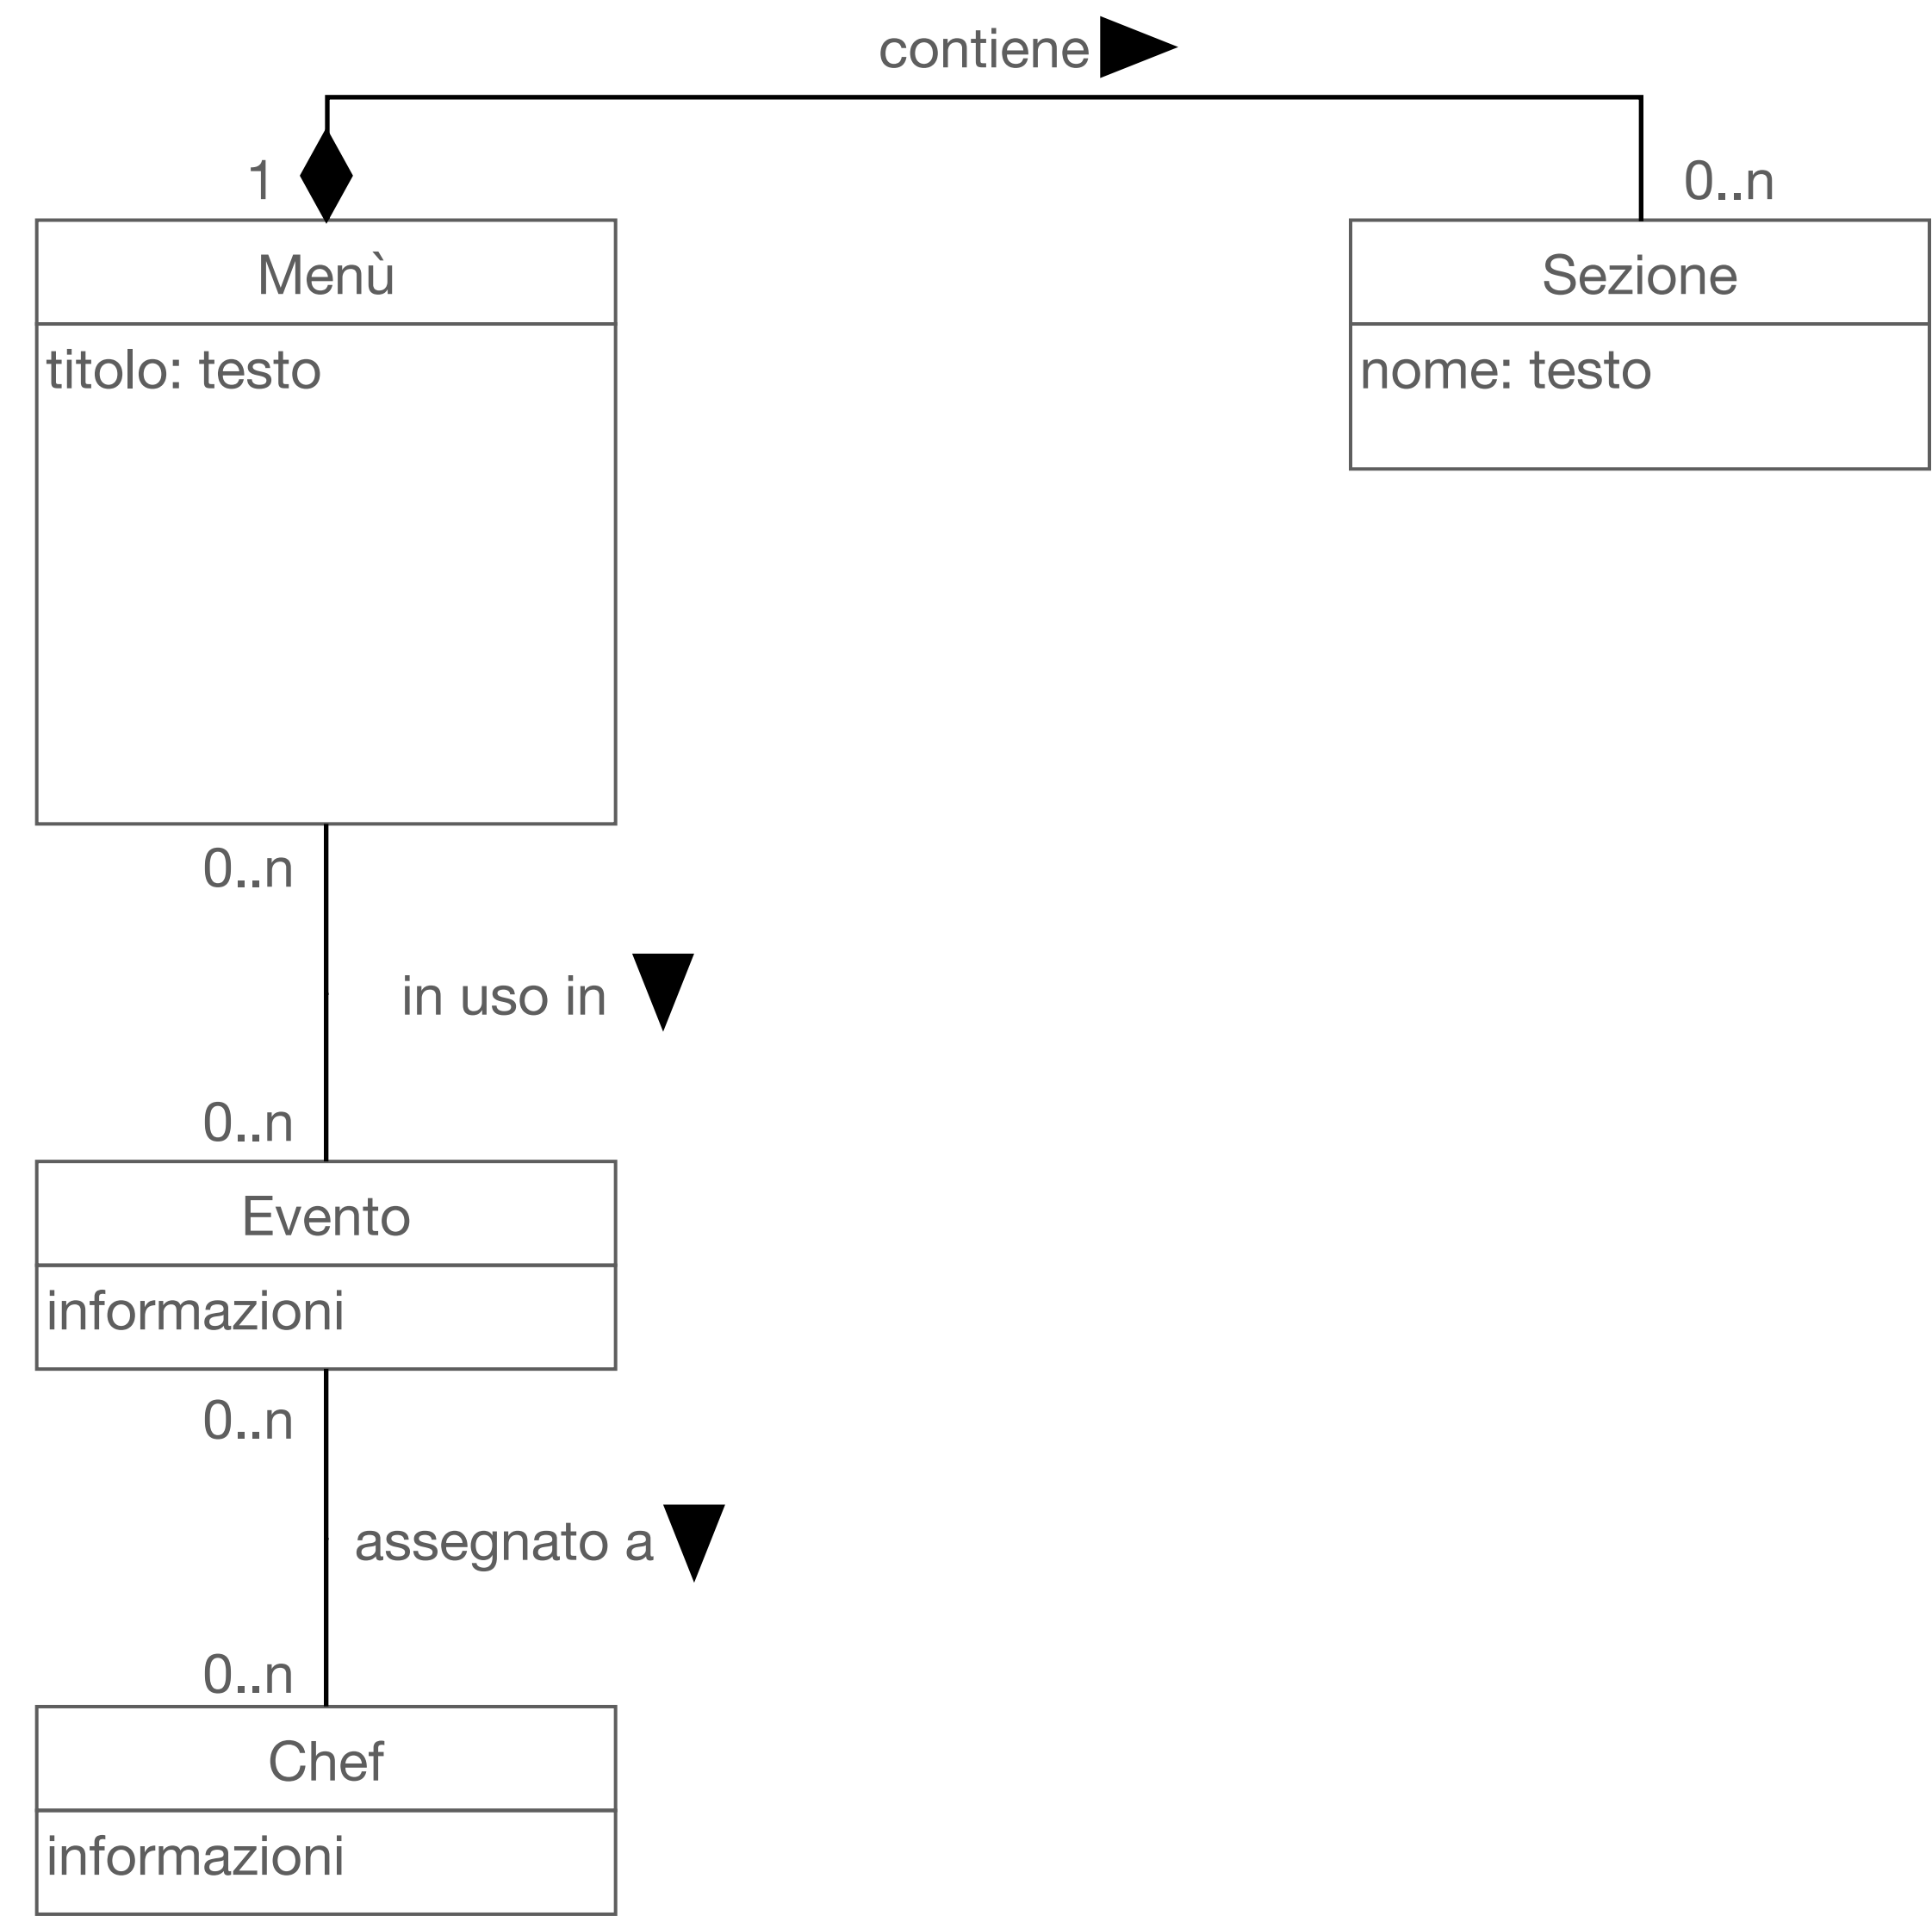 contiene
1
0..n
Menù
Sezione
titolo: testo
nome: testo
0..n
in uso in
0..n
Evento
informazioni
0..n
assegnato a
0..n
Chef
informazioni